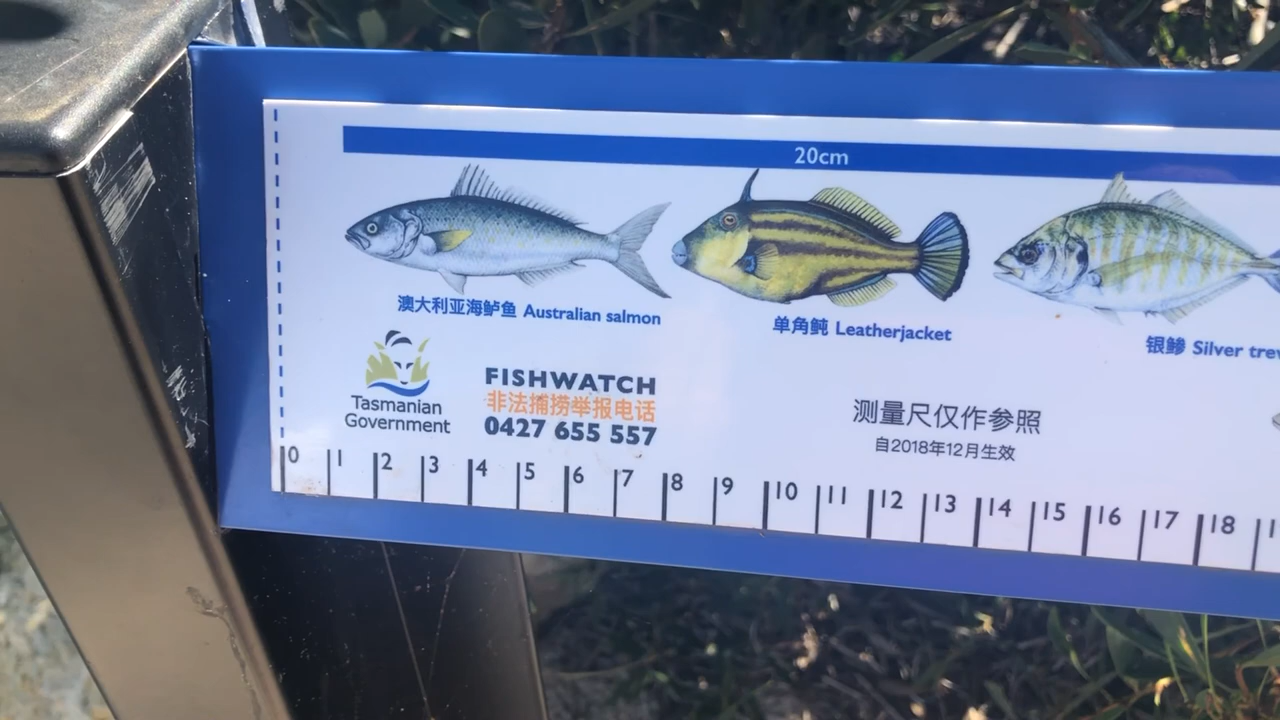 20cm
澳大利亚海鲈鱼 Australian salmon
单角鲀 Leatherjacket
银鲹 Silver
Tasmanian
Government
FISHWATCH
非法捕捞举报电话
0427 655 557
测量尺仅作参照
自2018年12月生效
0 1 2 3 4 5 6 7 8 9 10 11 12 13 14 15 16 17 18